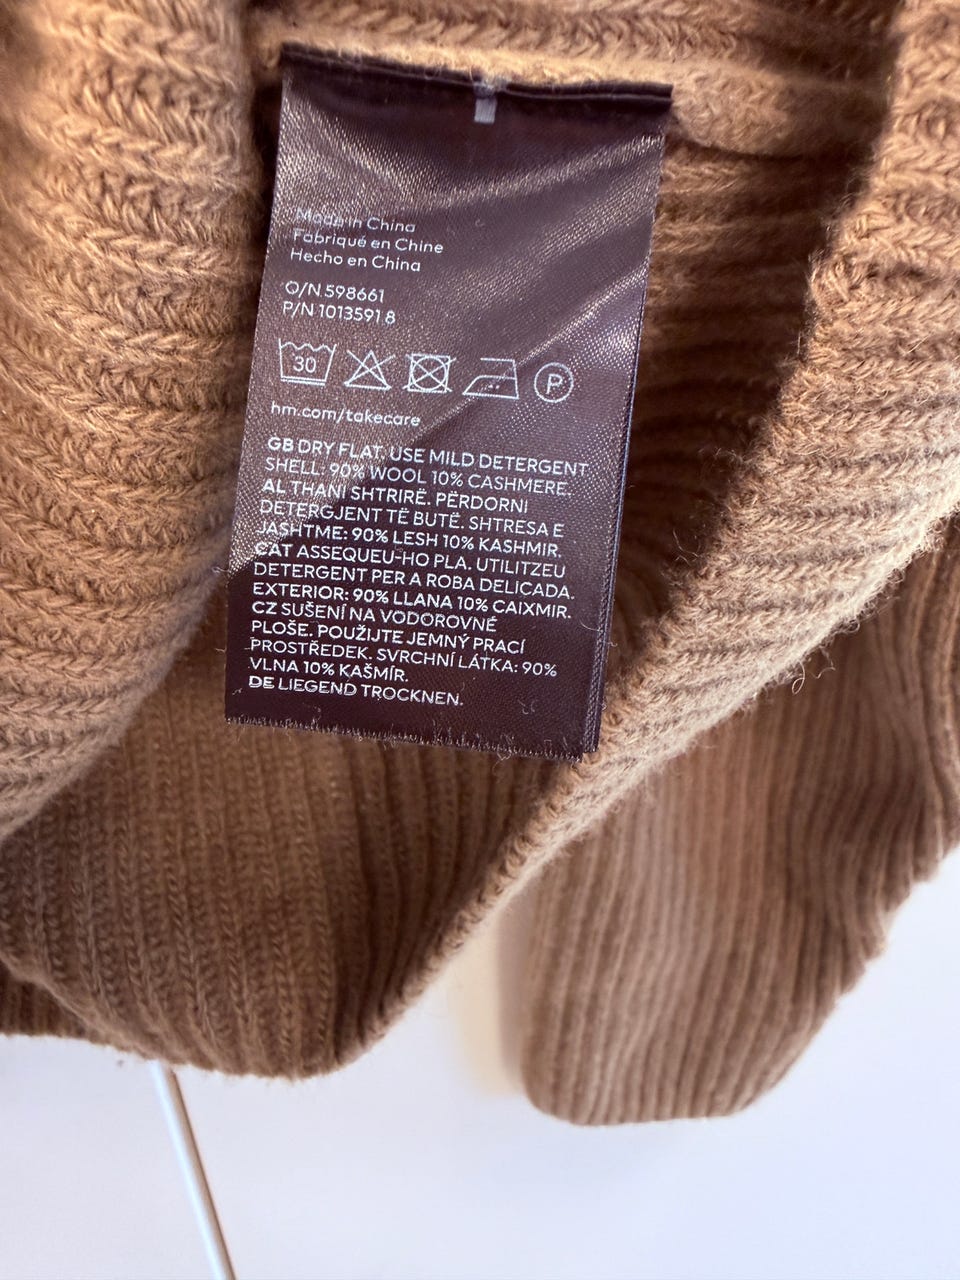 Made in China
Fabriqué en Chine
Hecho en China
O/N 598661
P/N 1013591 8
30
P
hm.com/takecare
GB DRY FLAT. USE MILD DETERGENT
SHELL: 90% WOOL 10% CASHMERE.
AL THANI SHTRIRË. PËRDORNI
DETERGJENT TË BUTË. SHTRESA E
JASHTME: 90% LESH 10% KASHMIR.
CAT ASSEQUEU-HO PLA. UTILITZEU
DETERGENT PER A ROBA DELICADA.
EXTERIOR: 90% LLANA 10% CAIXMIR.
CZ SUŠENÍ NA VODOROVNÉ
PLOŠE. POUŽIJTE JEMNÝ PRACÍ
PROSTŘEDEK. SVRCHNÍ LÁTKA: 90%
VLNA 10% KAŠMÍR.
DE LIEGEND TROCKNEN.